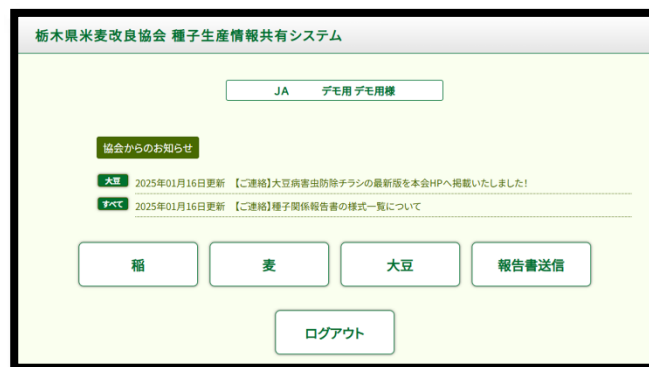 栃木県米麦改良協会 種子生産情報共有システム
JA デモ用 デモ用様
協会からのお知らせ
大豆 2025年01月16日更新 【ご連絡】大豆病害虫防除チラシの最新版を本会HPへ掲載いたしました!
すべて 2025年01月16日更新 【ご連絡】種子関係報告書の様式一覧について
稲 麦 大豆 報告書送信
ログアウト